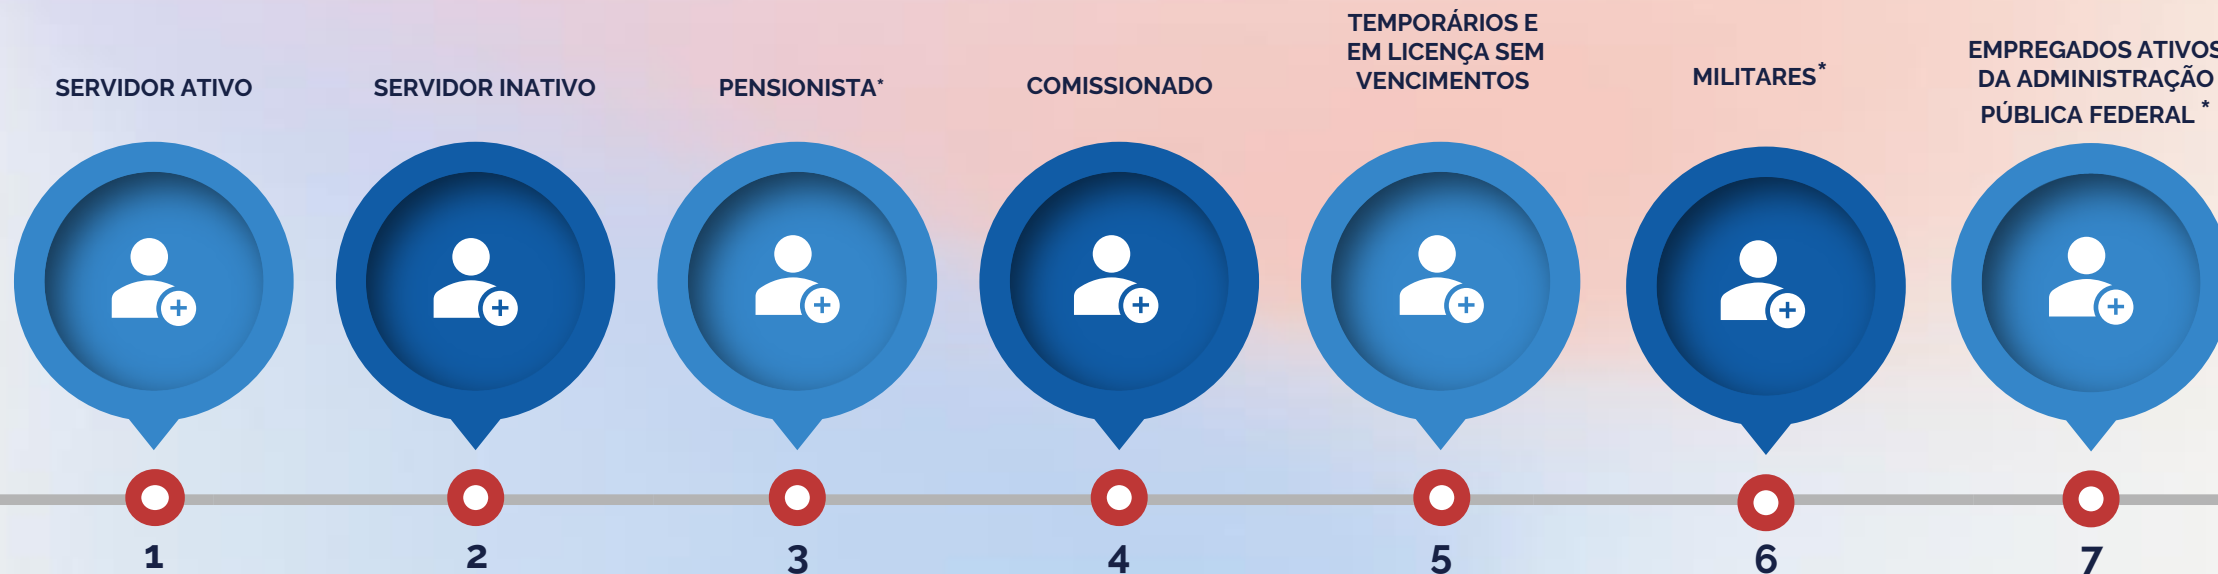 SERVIDOR ATIVO
SERVIDOR INATIVO
PENSIONISTA*
COMISSIONADO
TEMPORÁRIOS E
EM LICENÇA SEM
VENCIMENTOS
MILITARES*
EMPREGADOS ATIVOS
DA ADMINISTRAÇÃO
PÚBLICA FEDERAL *
1
2
3
4
5
6
7